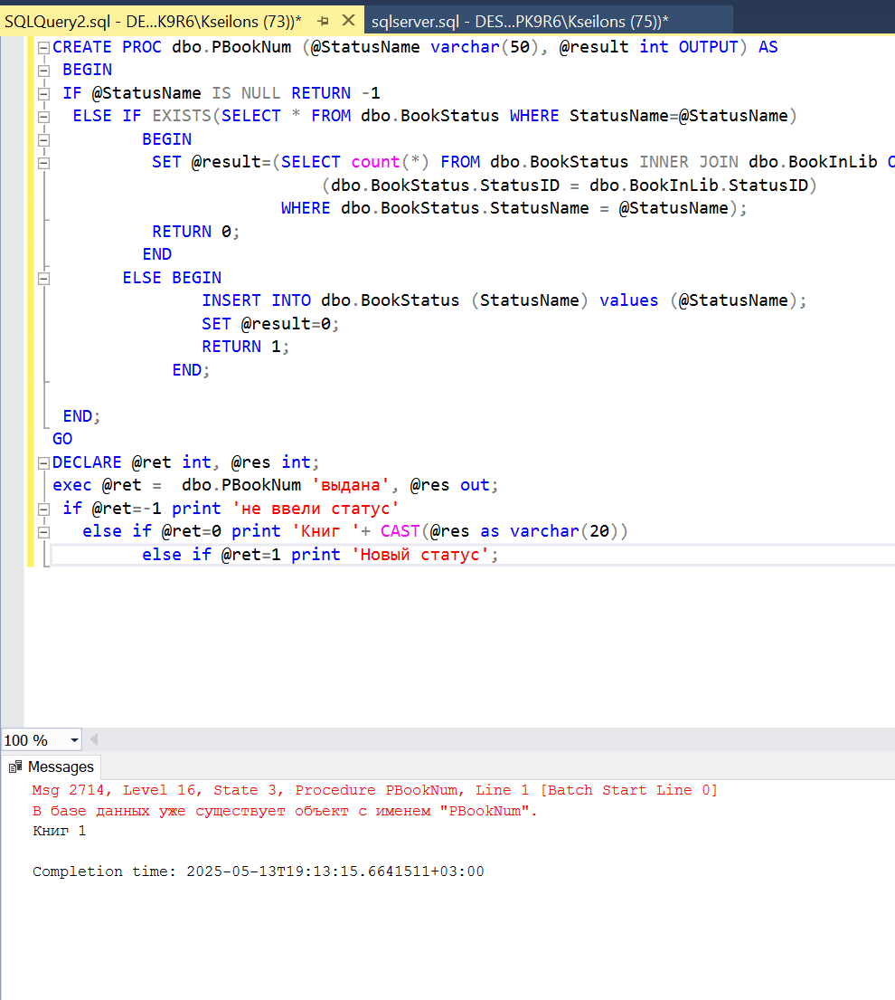 SQLQuery2.sql - DE...K9R6\Kseilons (73))*
sqlserver.sql - DES...PK9R6\Kseilons (75))*
CREATE PROC dbo.PBookNum (@StatusName varchar(50), @result int OUTPUT) AS
BEGIN
IF @StatusName IS NULL RETURN -1
ELSE IF EXISTS(SELECT * FROM dbo.BookStatus WHERE StatusName=@StatusName)
BEGIN
SET @result=(SELECT count(*) FROM dbo.BookStatus INNER JOIN dbo.BookInLib
(dbo.BookStatus.StatusID = dbo.BookInLib.StatusID)
WHERE dbo.BookStatus.StatusName = @StatusName);
RETURN 0;
END
ELSE BEGIN
INSERT INTO dbo.BookStatus (StatusName) values (@StatusName);
SET @result=0;
RETURN 1;
END;
END;
GO
DECLARE @ret int, @res int;
exec @ret = dbo.PBookNum 'выдана', @res out;
if @ret=-1 print 'не ввели статус'
else if @ret=0 print 'Книг '+ CAST(@res as varchar(20))
else if @ret=1 print 'Новый статус';
100 %
Messages
Msg 2714, Level 16, State 3, Procedure PBookNum, Line 1 [Batch Start Line 0]
В базе данных уже существует объект с именем "PBookNum".
Книг 1
Completion time: 2025-05-13T19:13:15.6641511+03:00